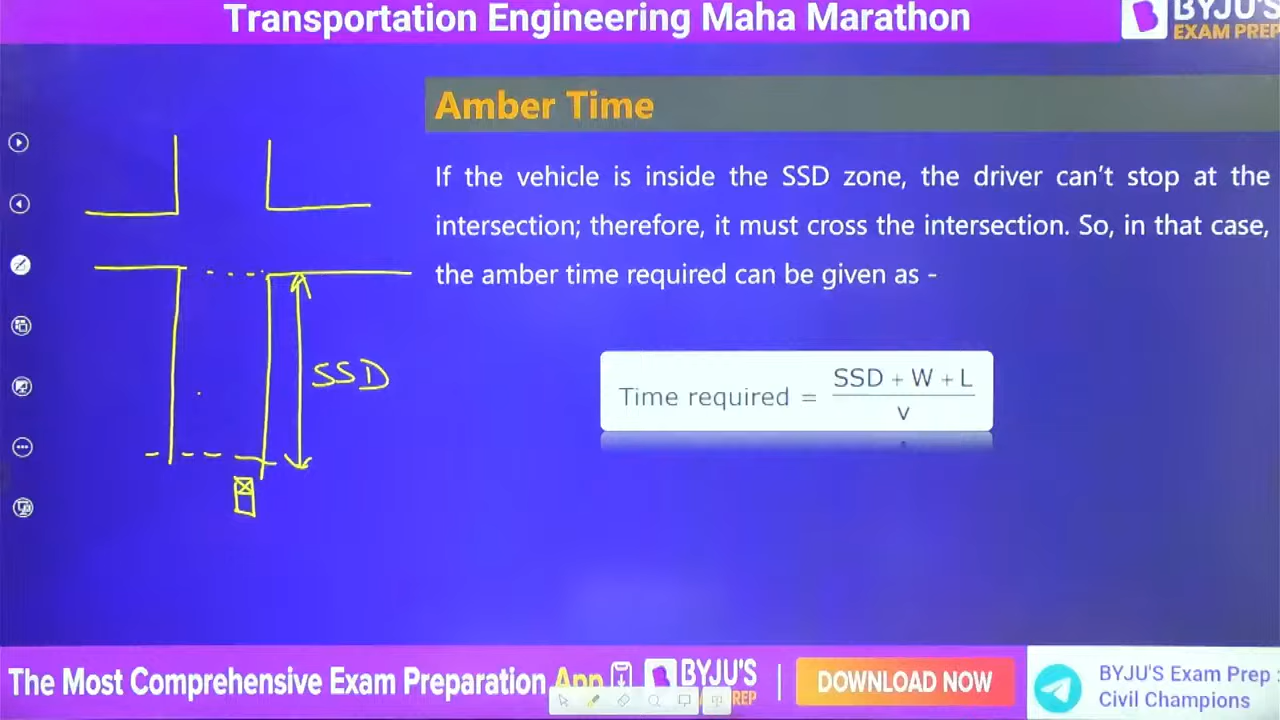 Transportation Engineering Maha Marathon
BYJU'S
EXAM PREP
Amber Time
If the vehicle is inside the SSD zone, the driver can't stop at the
intersection; therefore, it must cross the intersection. So, in that case,
the amber time required can be given as -
SSD
Time required = SSD + W + L
v
The Most Comprehensive Exam Preparation App
BYJU'S
DOWNLOAD NOW
BYJU'S Exam Prep :
Civil Champions